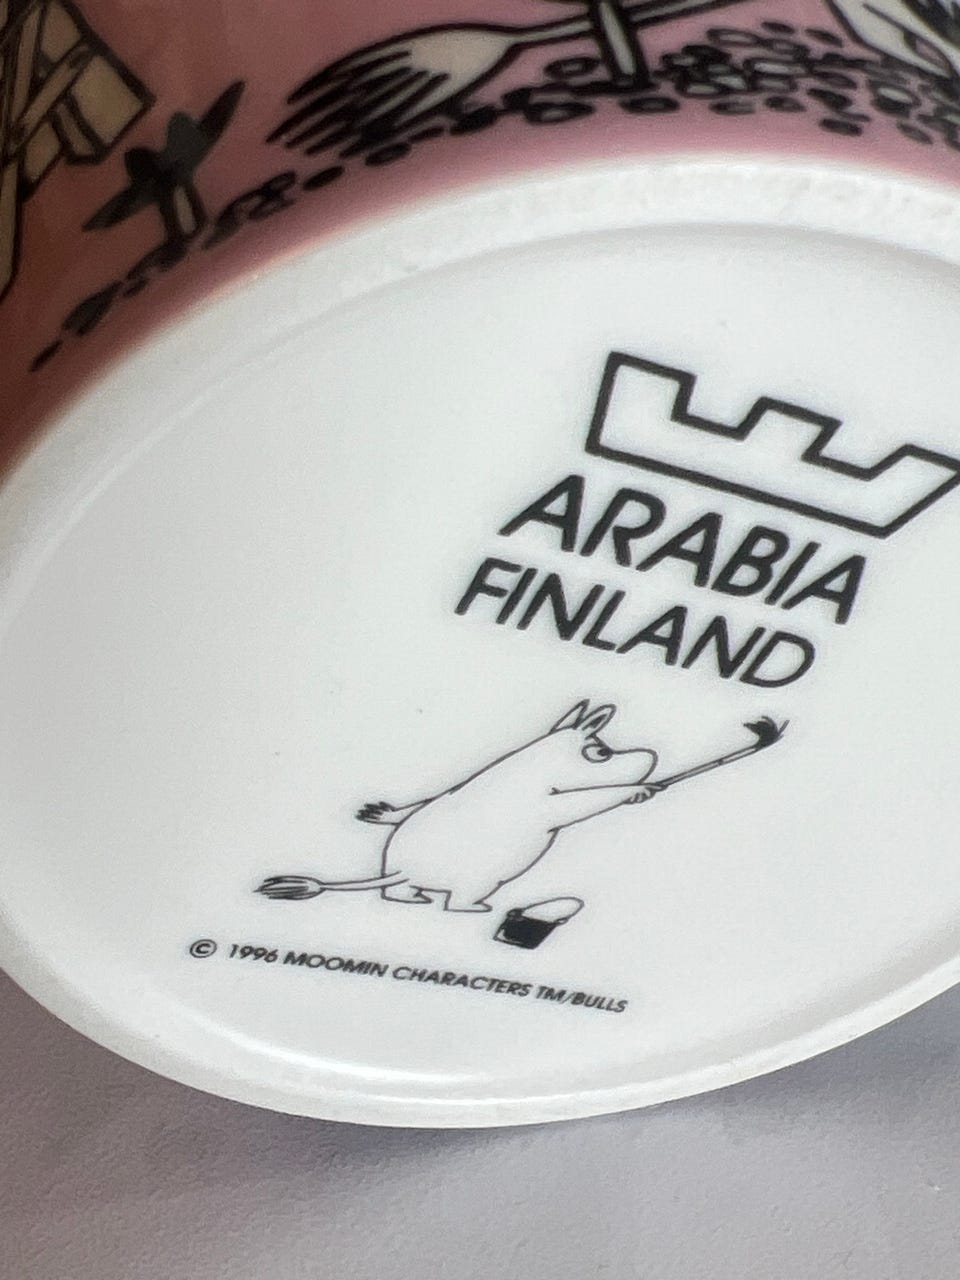 ARABIA
FINLAND
© 1996 MOOMIN CHARACTERS TM/BULLS